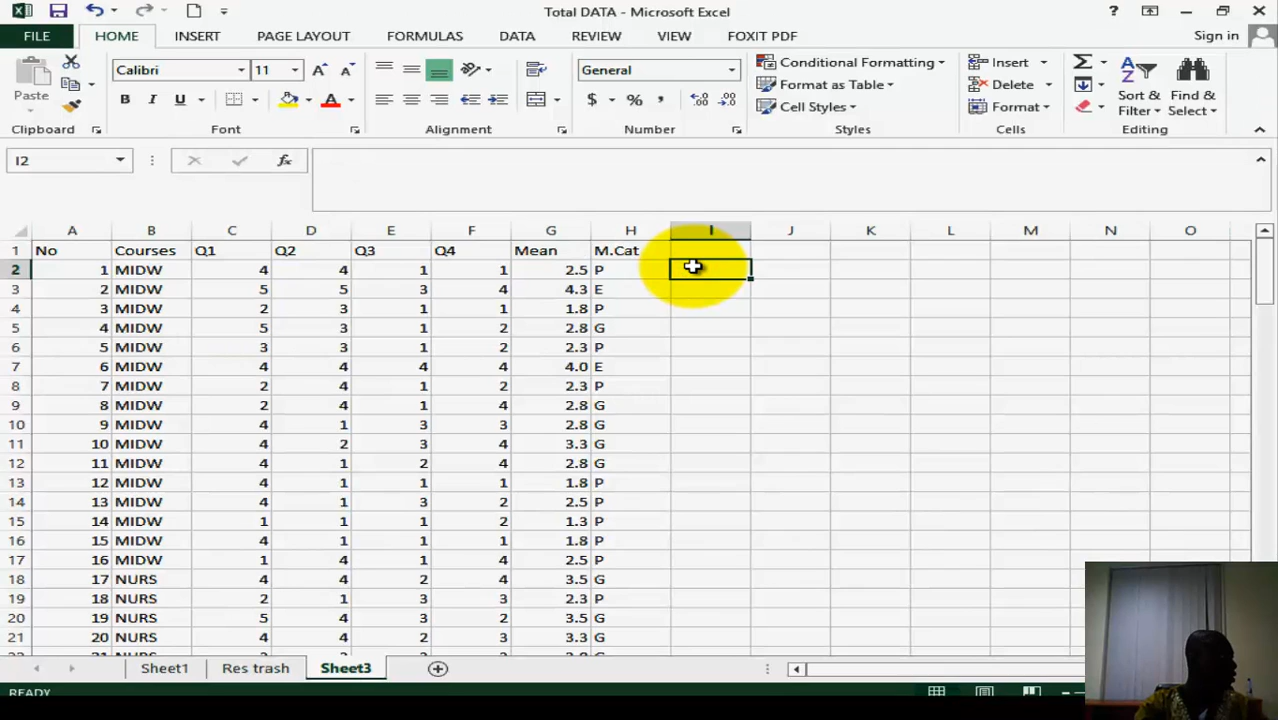 Total DATA - Microsoft Excel
?
FILE HOME INSERT PAGE LAYOUT FORMULAS DATA REVIEW VIEW FOXIT PDF Sign in
Paste
Calibri 11 A A
B I U A
General
$ % ,
Conditional Formatting
Format as Table
Cell Styles
Insert
Delete
Format
Sort & Filter
Find & Select
Clipboard Font Alignment Number Styles Cells Editing
I2 fx
A B C D E F G H I J K L M N O
1 No Courses Q1 Q2 Q3 Q4 Mean M.Cat
2 1 MIDW 4 4 1 1 2.5 P
3 2 MIDW 5 5 3 4 4.3 E
4 3 MIDW 2 3 1 1 1.8 P
5 4 MIDW 5 3 1 2 2.8 G
6 5 MIDW 3 3 1 2 2.3 P
7 6 MIDW 4 4 4 4 4.0 E
8 7 MIDW 2 4 1 2 2.3 P
9 8 MIDW 2 4 1 4 2.8 G
10 9 MIDW 4 1 3 3 2.8 G
11 10 MIDW 4 2 3 4 3.3 G
12 11 MIDW 4 1 2 4 2.8 G
13 12 MIDW 4 1 1 1 1.8 P
14 13 MIDW 4 1 3 2 2.5 P
15 14 MIDW 1 1 1 2 1.3 P
16 15 MIDW 4 1 1 1 1.8 P
17 16 MIDW 1 4 1 4 2.5 P
18 17 NURS 4 4 2 4 3.5 G
19 18 NURS 2 1 3 3 2.3 P
20 19 NURS 5 4 3 2 3.5 G
21 20 NURS 4 4 2 3 3.3 G
Sheet1 Res trash Sheet3
READY